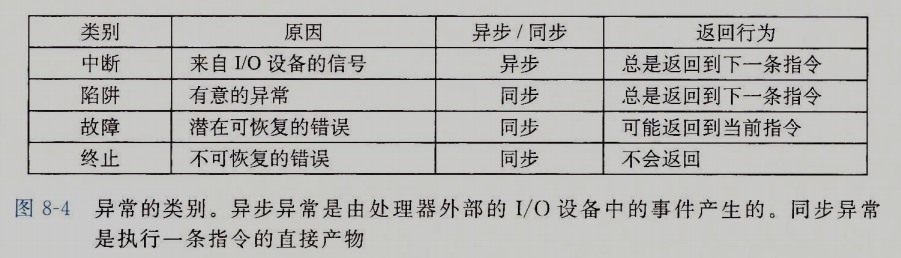 类别 原因 异步/同步 返回行为
中断 来自 I/O 设备的信号 异步 总是返回到下一条指令
陷阱 有意的异常 同步 总是返回到下一条指令
故障 潜在可恢复的错误 同步 可能返回到当前指令
终止 不可恢复的错误 同步 不会返回
图 8-4 异常的类别。异步异常是由处理器外部的 I/O 设备中的事件产生的。同步异常
是执行一条指令的直接产物